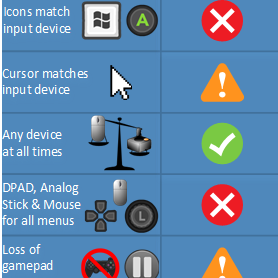 Icons match
input device
A
Cursor matches
input device
Any device
at all times
DPAD, Analog
Stick & Mouse
for all menus
L
Loss of
gamepad